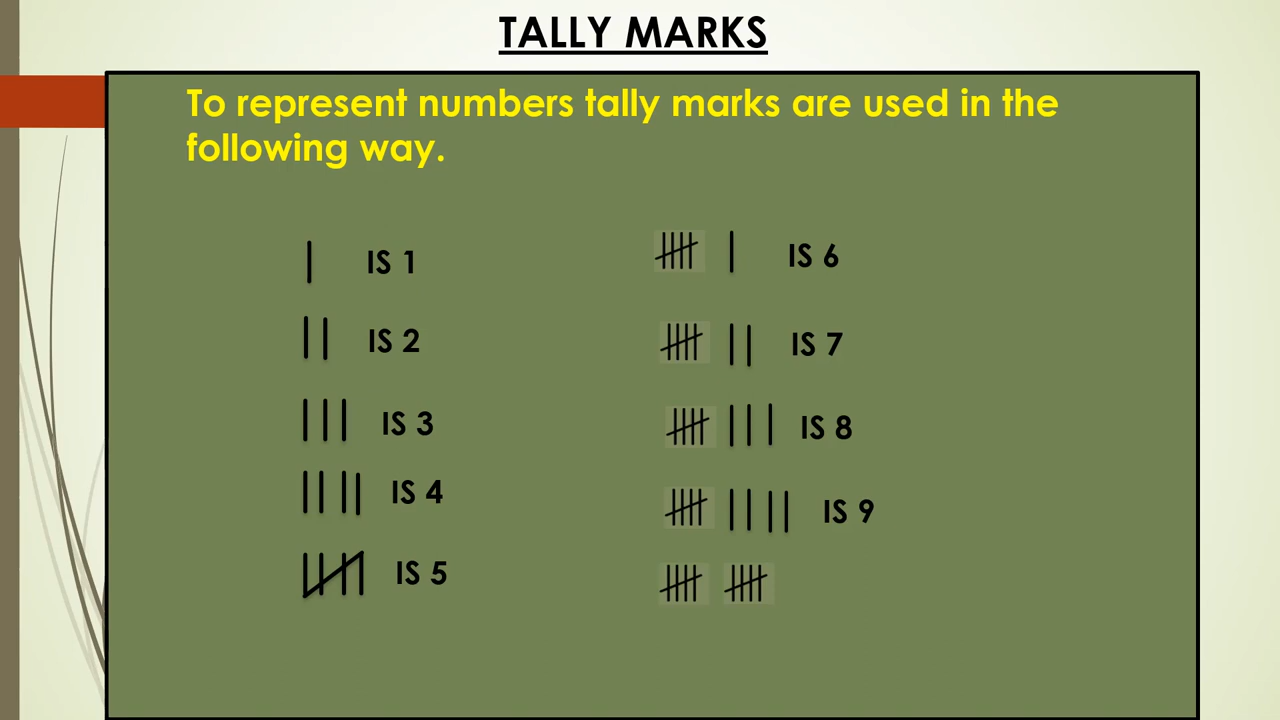 TALLY MARKS
To represent numbers tally marks are used in the
following way.
| IS 1
|| IS 2
||| IS 3
|||| IS 4
IS 5
| IS 6
|| IS 7
||| IS 8
|||| IS 9